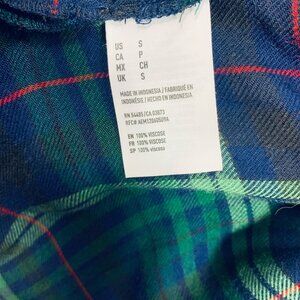 US S
CA P
MX CH
UK S
MADE IN INDONESIA / FABRIQUÉ EN
INDONÉSIE / HECHO EN INDONESIA.
RN 54485/CA 03073
EN 100% VISCOSE
FR 100% VISCOSE
SP 100% viscosa